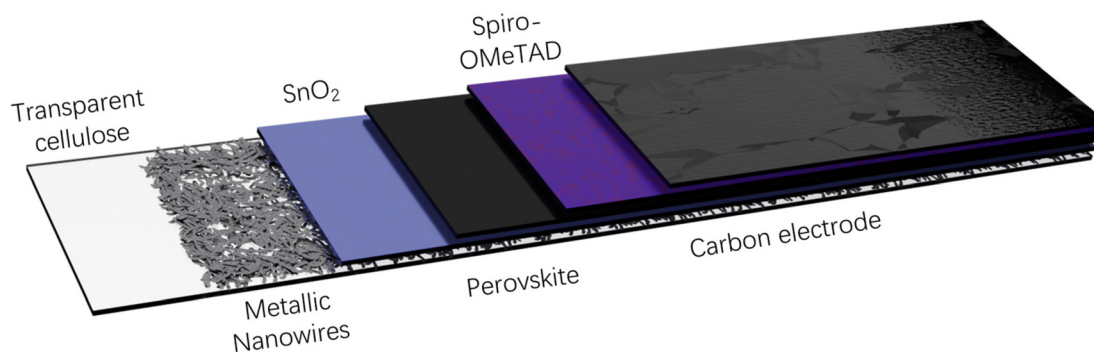 Transparent
cellulose
SnO₂
Spiro-
OMeTAD
Metallic
Nanowires
Perovskite
Carbon electrode